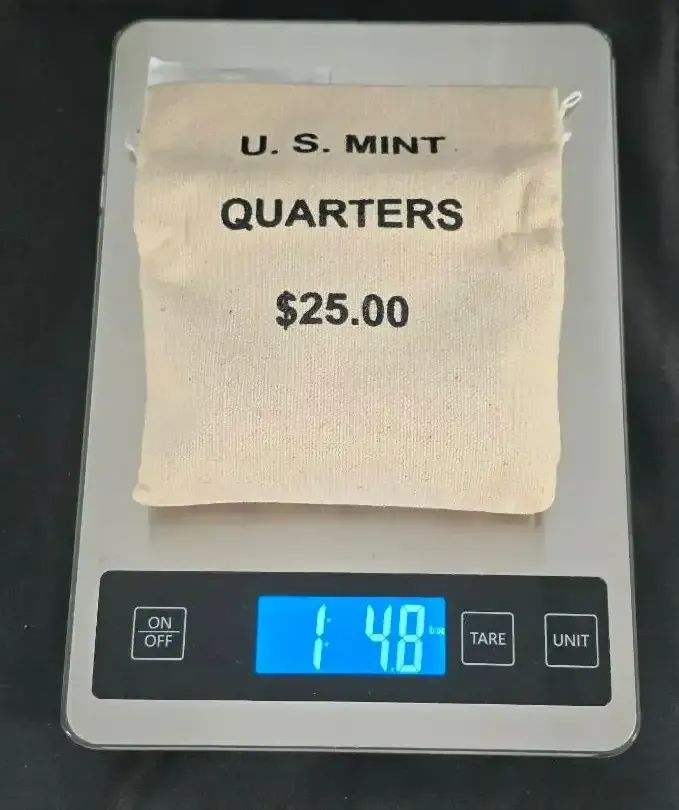 U. S. MINT
QUARTERS
$25.00
ON
OFF
1: 4.8
TARE
UNIT